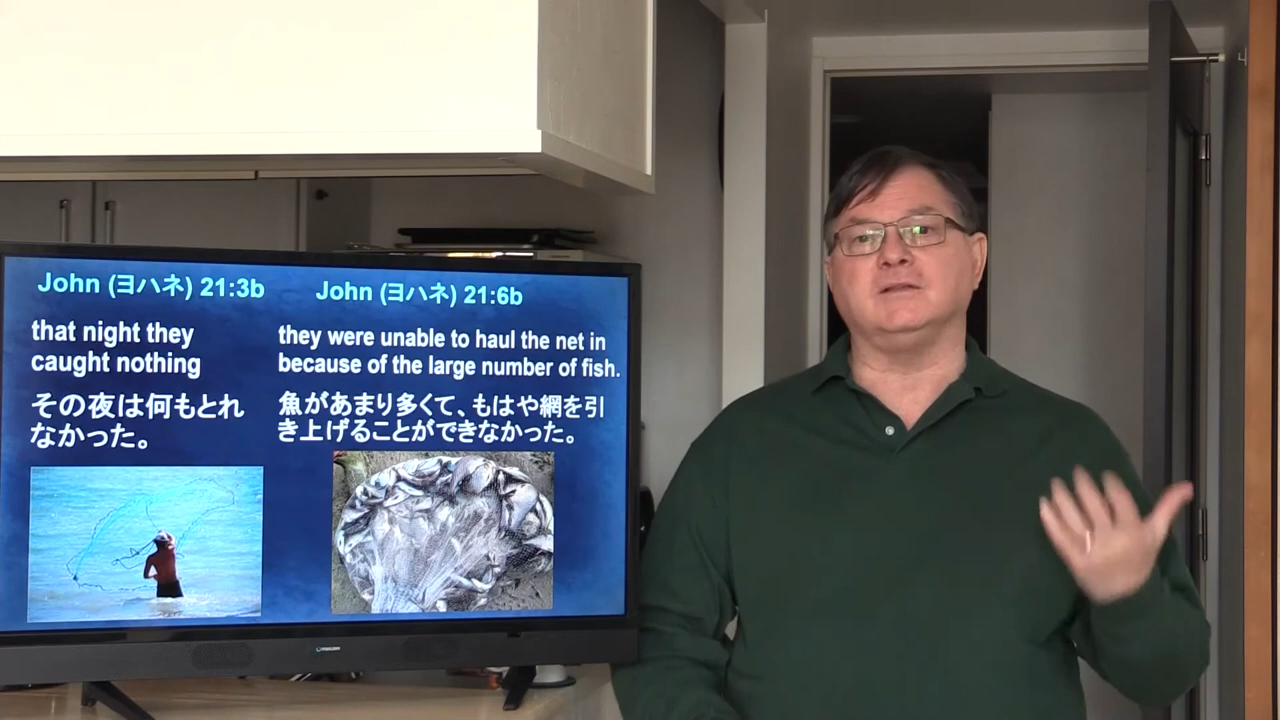 John (ヨハネ) 21:3b
that night they
caught nothing
その夜は何もとれ
なかった。
John (ヨハネ) 21:6b
they were unable to haul the net in
because of the large number of fish.
魚があまり多くて、もはや網を引
き上げることができなかった。